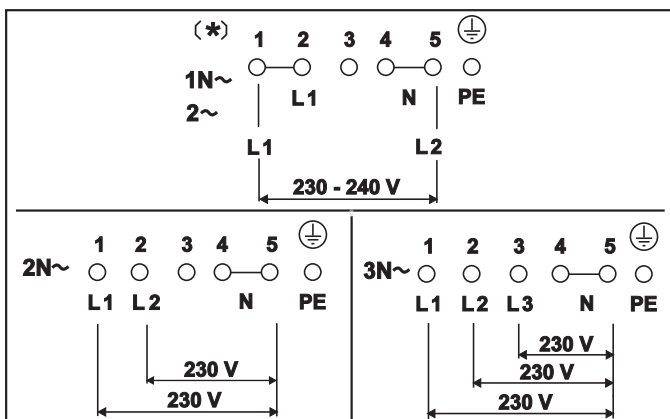 (*) 1 2 3 4 5
1N~ L1 N PE
2~
L1 L2
230 - 240 V
1 2 3 4 5
2N~
L1 L2 N PE
230 V
230 V
1 2 3 4 5
3N~
L1 L2 L3 N PE
230 V
230 V
230 V